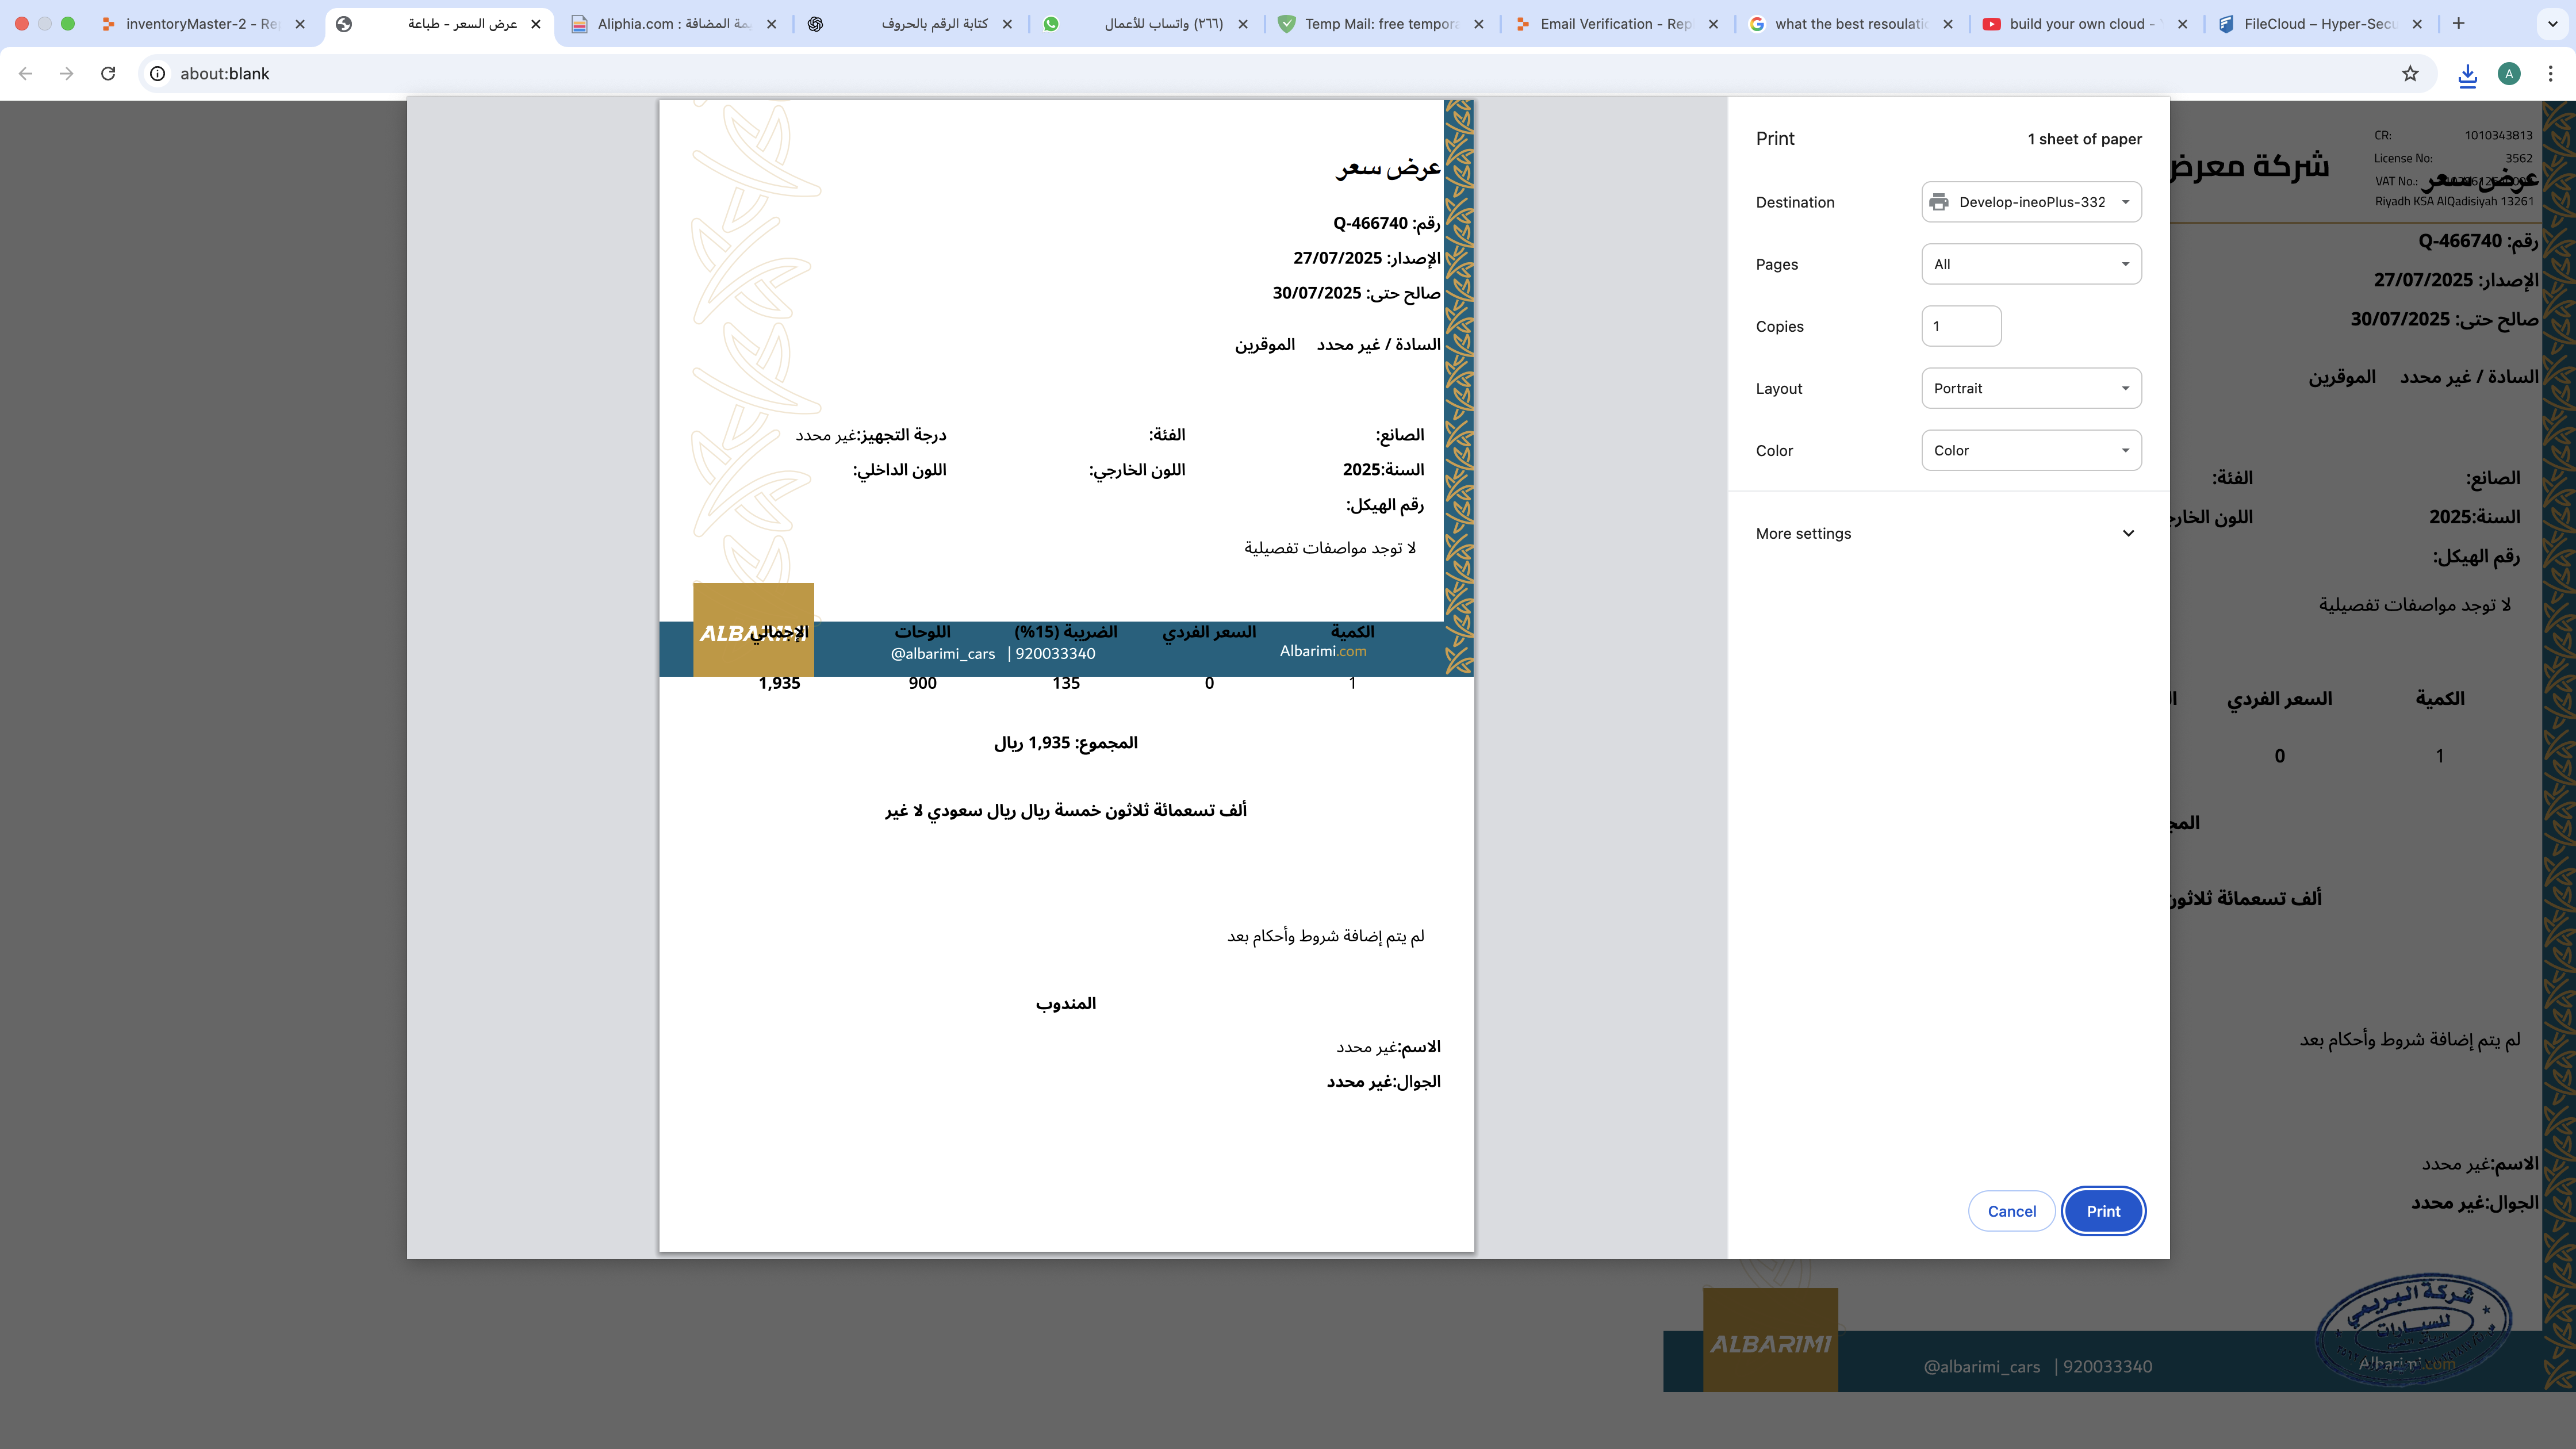 inventoryMaster-2 - Re
عرض السعر - طباعة
Aliphia.com : يمة المضافة
كتابة الرقم بالحروف
(٢٦٦) واتساب للأعمال
Temp Mail: free tempor
Email Verification - Rep
what the best resoulati
build your own cloud -
FileCloud – Hyper-Secu
about:blank
A
عرض سعر
رقم: Q-466740
الإصدار: 27/07/2025
صالح حتى: 30/07/2025
السادة / غير محدد الموقرين
الصانع: الفئة: درجة التجهيز:غير محدد
السنة:2025 اللون الخارجي: اللون الداخلي:
رقم الهيكل:
لا توجد مواصفات تفصيلية
الكمية السعر الفردي الضريبة (15%) اللوحات الإجمالي
ALBARIMI
@albarimi_cars | 920033340 Albarimi.com
1 0 135 900 1,935
المجموع: 1,935 ريال
ألف تسعمائة ثلاثون خمسة ريال ريال سعودي لا غير
لم يتم إضافة شروط وأحكام بعد
المندوب
الاسم:غير محدد
الجوال:غير محدد
Print 1 sheet of paper
Destination Develop-ineoPlus-332
Pages All
Copies 1
Layout Portrait
Color Color
More settings
Cancel Print
CR: 1010343813
License No: 3562
VAT No.:
Riyadh KSA AlQadisiyah 13261
شركة معرض
عرض سعر
رقم: Q-466740
الإصدار: 27/07/2025
صالح حتى: 30/07/2025
السادة / غير محدد الموقرين
الصانع: الفئة:
السنة:2025 اللون الخارج
رقم الهيكل:
لا توجد مواصفات تفصيلية
الكمية السعر الفردي ال
1 0
المج
ألف تسعمائة ثلاثون
لم يتم إضافة شروط وأحكام بعد
الاسم:غير محدد
الجوال:غير محدد
شركة البريمي
للسيارات
ALBARIMI
@albarimi_cars | 920033340
Albarimi.com